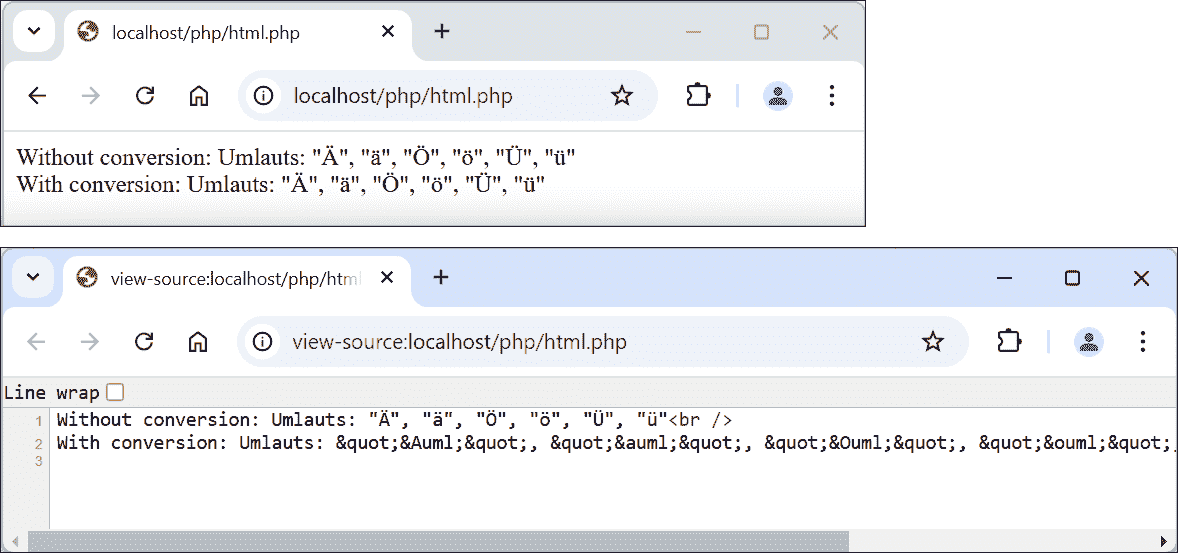 localhost/php/html.php
localhost/php/html.php
Without conversion: Umlauts: "Ä", "ä", "Ö", "ö", "Ü", "ü"
With conversion: Umlauts: "Ä", "ä", "Ö", "ö", "Ü", "ü"
view-source:localhost/php/html
view-source:localhost/php/html.php
Line wrap
1 Without conversion: Umlauts: "Ä", "ä", "Ö", "ö", "Ü", "ü"<br />
2 With conversion: Umlauts: &quot;&Auml;&quot;, &quot;&auml;&quot;, &quot;&Ouml;&quot;, &quot;&ouml;&quot;,
3